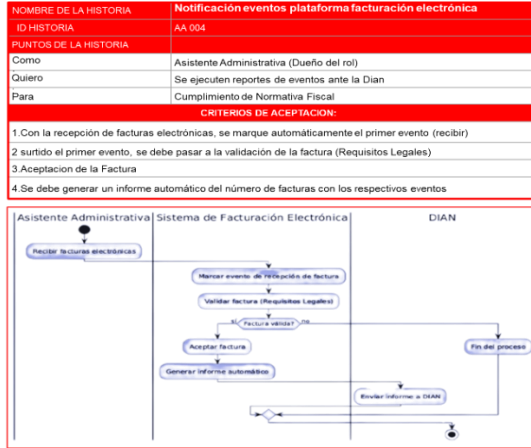 NOMBRE DE LA HISTORIA Notificación eventos plataforma facturación electrónica
ID HISTORIA AA 004
PUNTOS DE LA HISTORIA
Como Asistente Administrativa (Dueño del rol)
Quiero Se ejecuten reportes de eventos ante la Dian
Para Cumplimiento de Normativa Fiscal
CRITERIOS DE ACEPTACION:
1.Con la recepción de facturas electrónicas, se marque automáticamente el primer evento (recibir)
2 surtido el primer evento, se debe pasar a la validación de la factura (Requisitos Legales)
3.Aceptacion de la Factura
4.Se debe generar un informe automático del número de facturas con los respectivos eventos
Asistente Administrativa Sistema de Facturación Electrónica DIAN
Recibir facturas electrónicas
Marcar evento de recepción de factura
Validar factura (Requisitos Legales)
sí Factura válida? no
Aceptar factura Fin del proceso
Generar informe automático
Enviar informe a DIAN